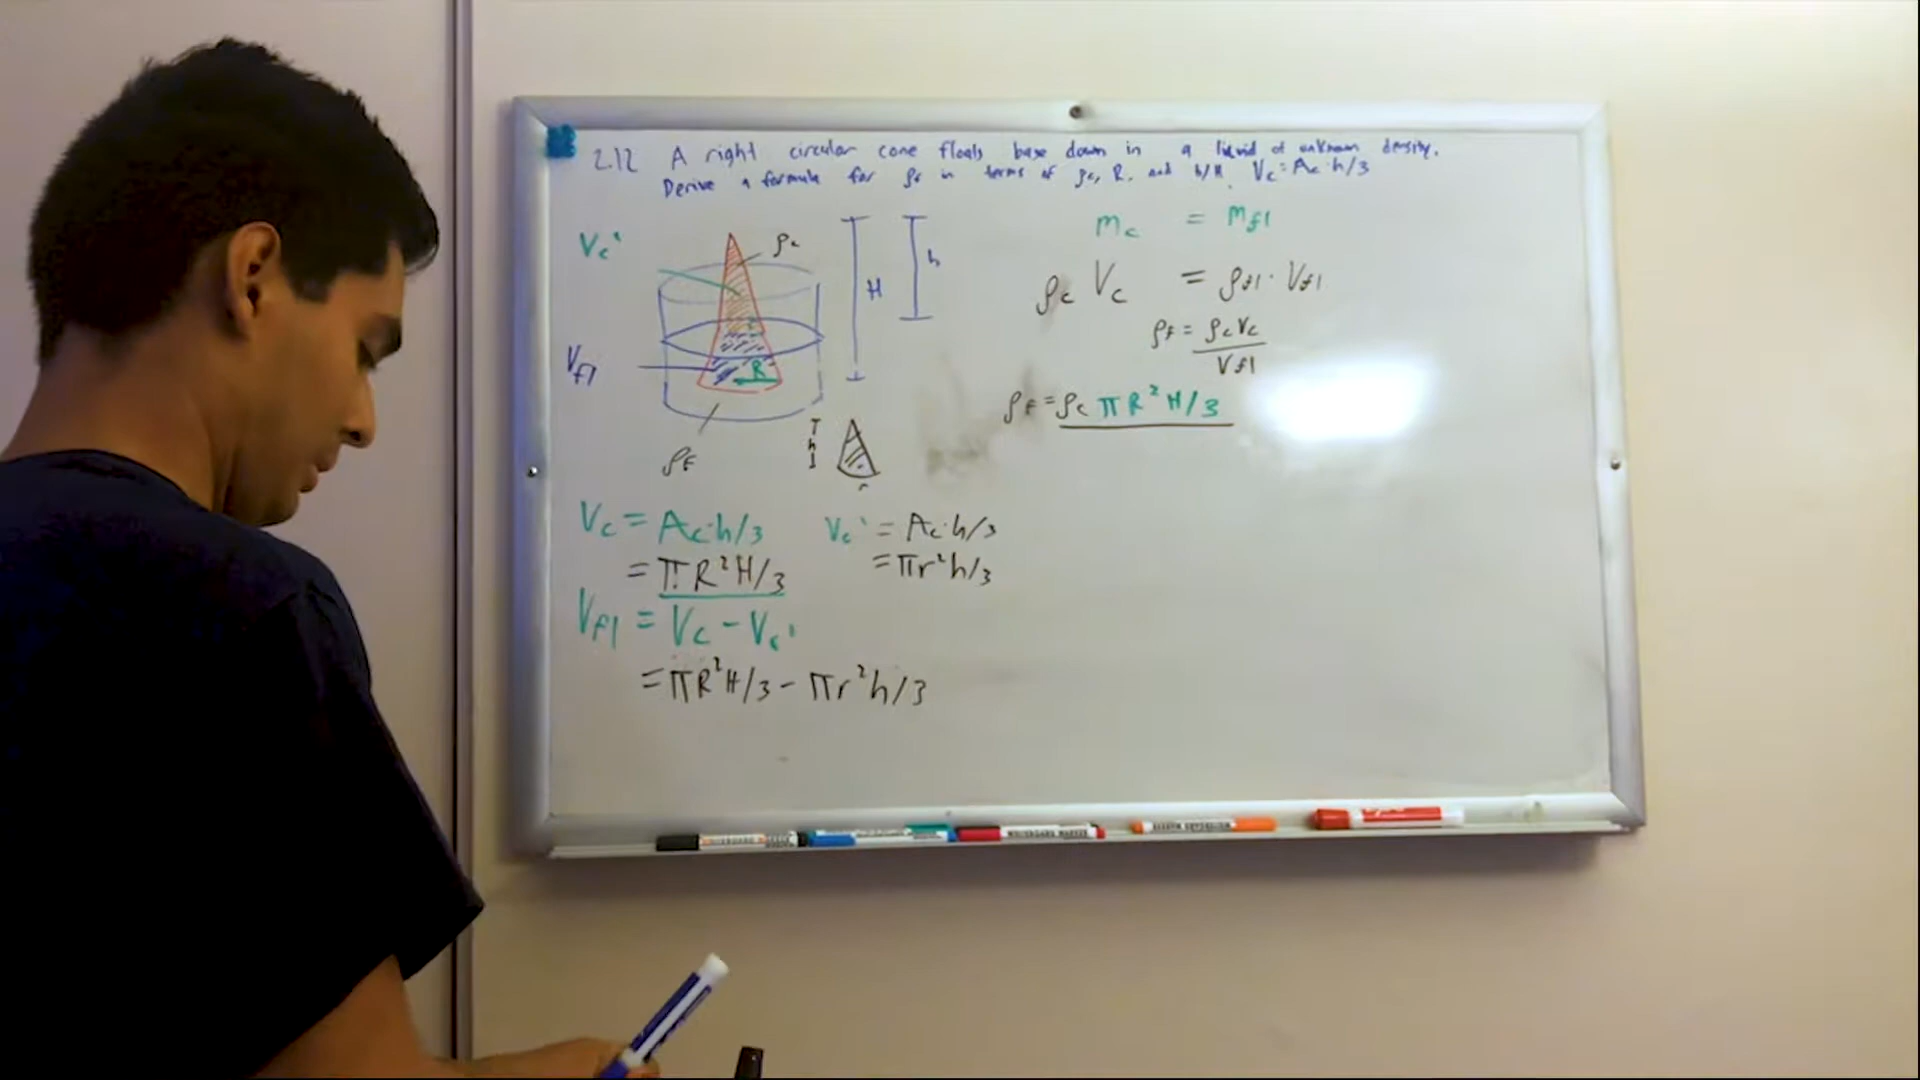 2.12 A right circular cone floats base down in a liquid of unknown density.
Derive a formula for ρf in terms of ρc, R, and h/H. Vc=Ac·h/3
Vc'
ρc
H
h
Vfl
R
ρF
h
r
mc = mfl
ρc Vc = ρfl · Vfl
ρF = ρcVc / Vfl
ρF = ρc πR²H/3
Vc = Ac·h/3
= πR²H/3
Vc' = Ac·h/3
= πr²h/3
Vfl = Vc - Vc'
= πR²H/3 - πr²h/3